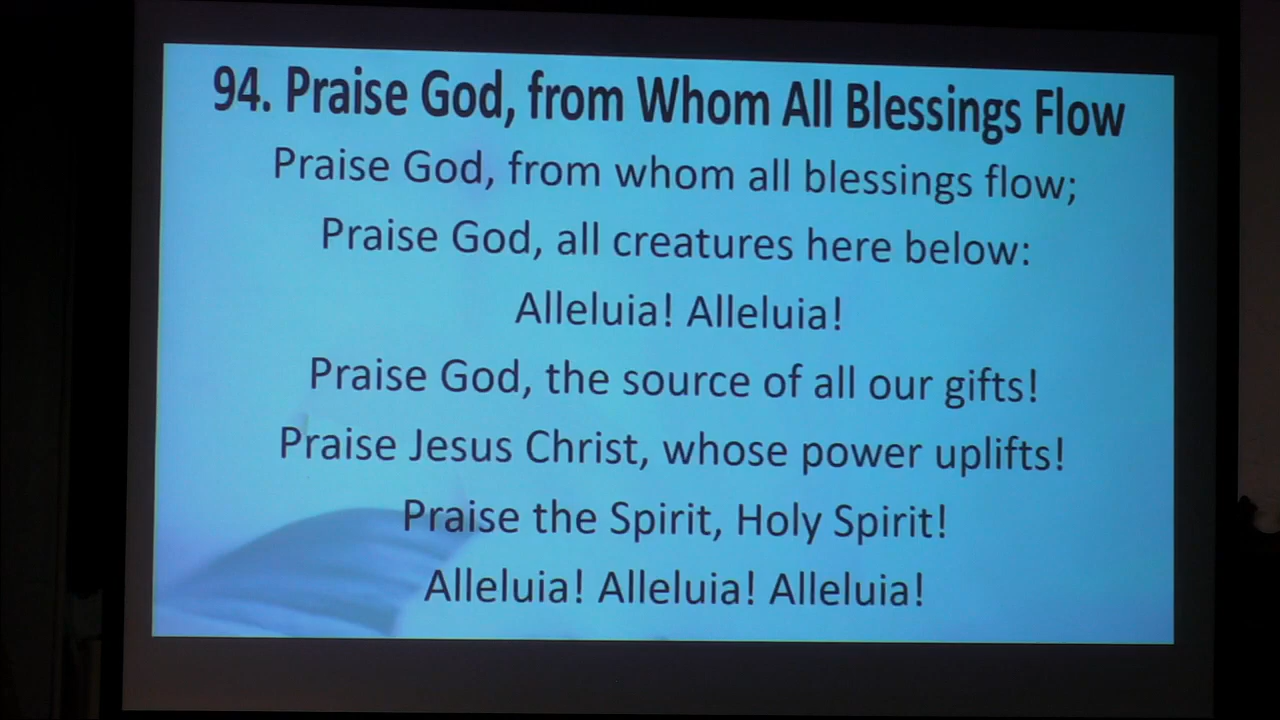 94. Praise God, from Whom All Blessings Flow
Praise God, from whom all blessings flow;
Praise God, all creatures here below:
Alleluia! Alleluia!
Praise God, the source of all our gifts!
Praise Jesus Christ, whose power uplifts!
Praise the Spirit, Holy Spirit!
Alleluia! Alleluia! Alleluia!